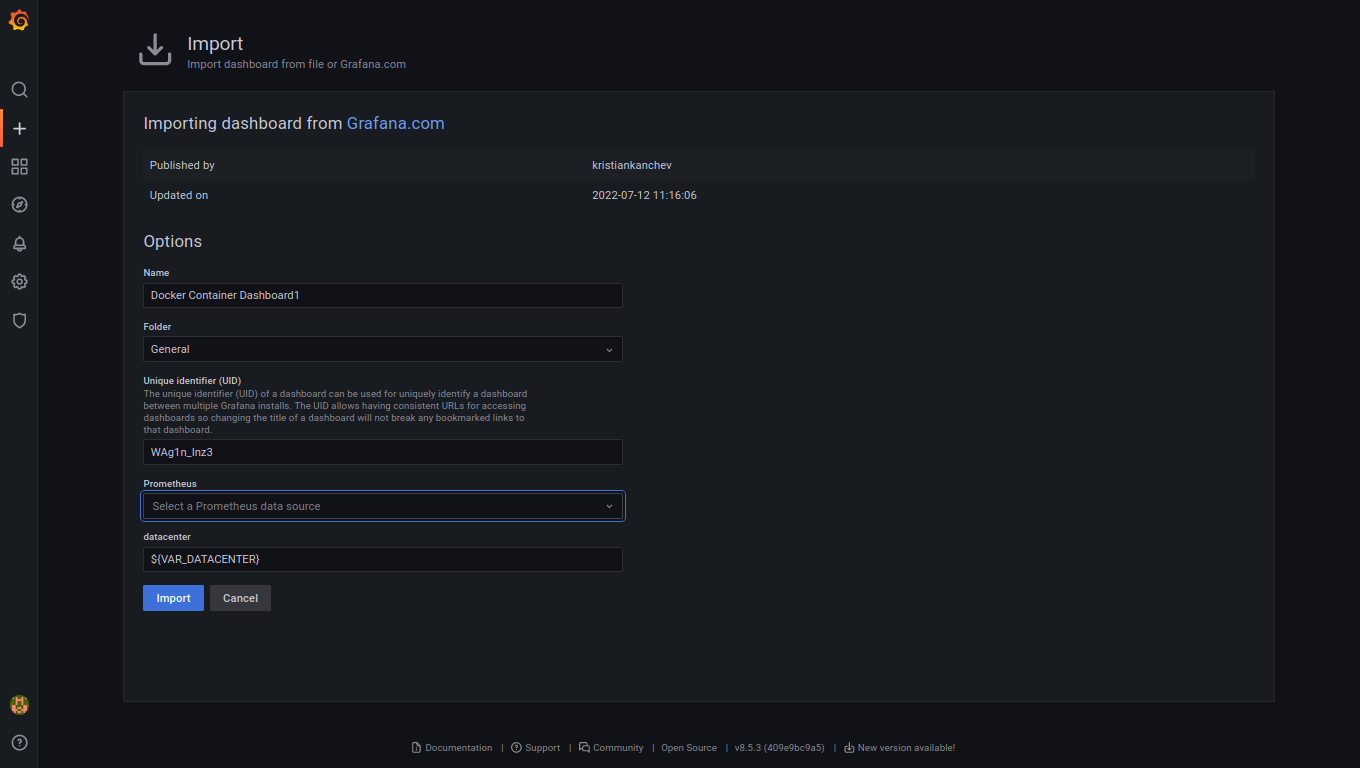 Import
Import dashboard from file or Grafana.com
Importing dashboard from Grafana.com
Published by kristiankanchev
Updated on 2022-07-12 11:16:06
Options
Name
Docker Container Dashboard1
Folder
General
Unique identifier (UID)
The unique identifier (UID) of a dashboard can be used for uniquely identify a dashboard
between multiple Grafana installs. The UID allows having consistent URLs for accessing
dashboards so changing the title of a dashboard will not break any bookmarked links to
that dashboard.
WAg1n_Inz3
Prometheus
Select a Prometheus data source
datacenter
${VAR_DATACENTER}
Import Cancel
Documentation | Support | Community | Open Source | v8.5.3 (409e9bc9a5) | New version available!